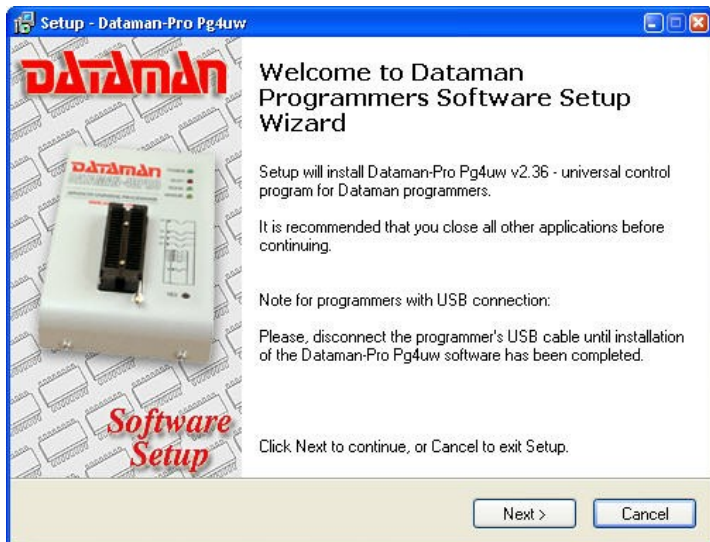 Setup - Dataman-Pro Pg4uw
DATAMAN
Welcome to Dataman
Programmers Software Setup
Wizard
Setup will install Dataman-Pro Pg4uw v2.36 - universal control
program for Dataman programmers.
It is recommended that you close all other applications before
continuing.
Note for programmers with USB connection:
Please, disconnect the programmer's USB cable until installation
of the Dataman-Pro Pg4uw software has been completed.
DATAMAN
Software
Setup
Click Next to continue, or Cancel to exit Setup.
Next >
Cancel